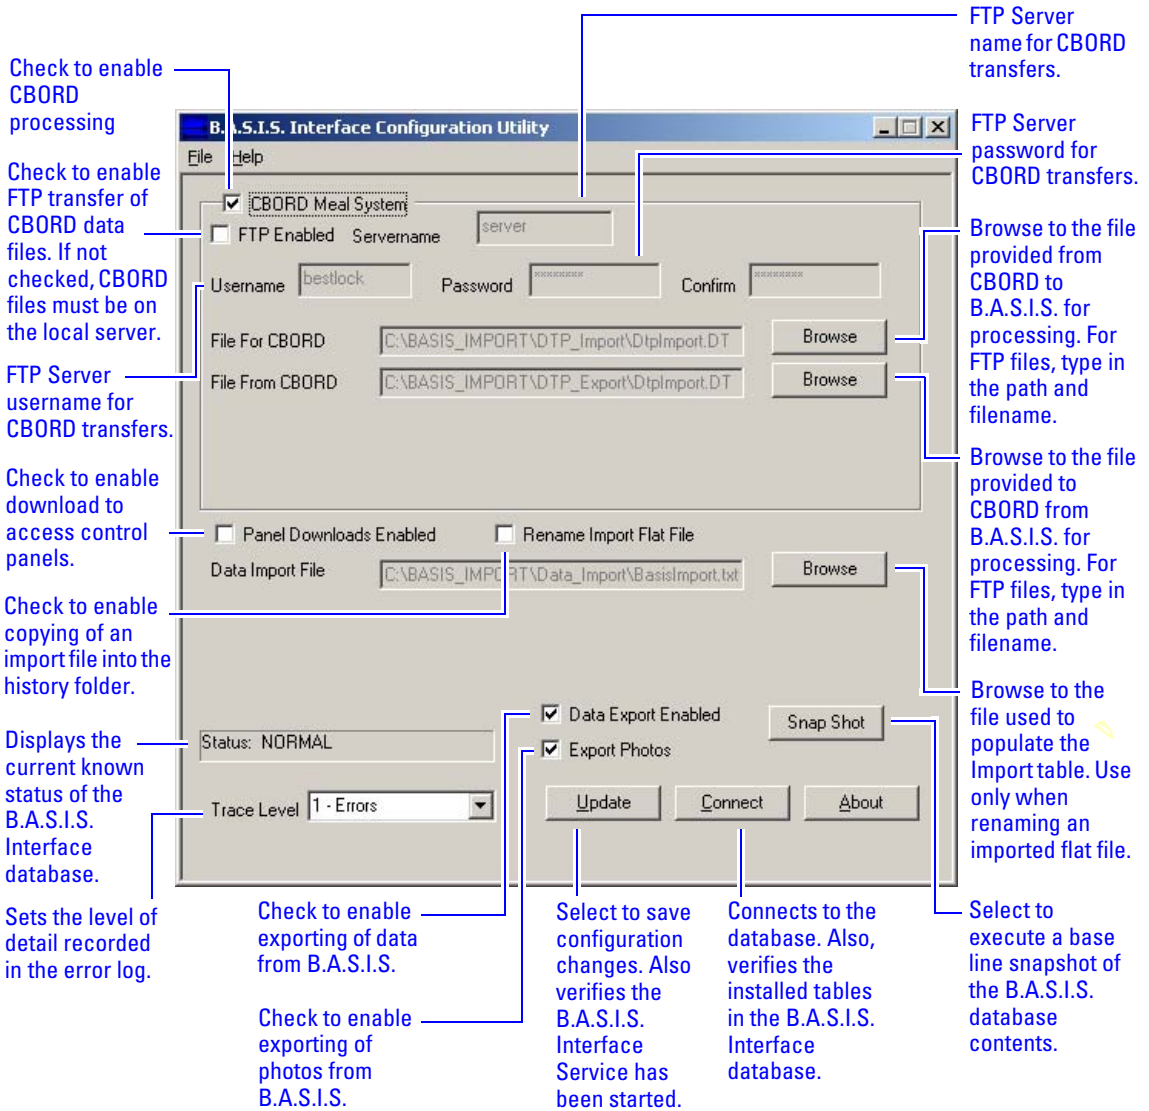 FTP Server
name for CBORD
transfers.
Check to enable
CBORD
processing
FTP Server
password for
CBORD transfers.
Check to enable
FTP transfer of
CBORD data
files. If not
checked, CBORD
files must be on
the local server.
FTP Server
username for
CBORD transfers.
Check to enable
download to
access control
panels.
Check to enable
copying of an
import file into the
history folder.
Displays the
current known
status of the
B.A.S.I.S.
Interface
database.
Sets the level of
detail recorded
in the error log.
B.A.S.I.S. Interface Configuration Utility
File Help
CBORD Meal System
FTP Enabled Servername server
Username bestlock Password ******** Confirm ********
File For CBORD C:\BASIS_IMPORT\DTP_Import\DtpImport.DT Browse
File From CBORD C:\BASIS_IMPORT\DTP_Export\DtpImport.DT Browse
Panel Downloads Enabled Rename Import Flat File
Data Import File C:\BASIS_IMPORT\Data_Import\BasisImport.txt Browse
Data Export Enabled Snap Shot
Status: NORMAL Export Photos
Trace Level 1 - Errors Update Connect About
Browse to the file
provided from
CBORD to
B.A.S.I.S. for
processing. For
FTP files, type in
the path and
filename.
Browse to the file
provided to
CBORD from
B.A.S.I.S. for
processing. For
FTP files, type in
the path and
filename.
Browse to the
file used to
populate the
Import table. Use
only when
renaming an
imported flat file.
Check to enable
exporting of data
from B.A.S.I.S.
Check to enable
exporting of
photos from
B.A.S.I.S.
Select to save
configuration
changes. Also
verifies the
B.A.S.I.S.
Interface
Service has
been started.
Connects to the
database. Also,
verifies the
installed tables
in the B.A.S.I.S.
Interface
database.
Select to
execute a base
line snapshot of
the B.A.S.I.S.
database
contents.